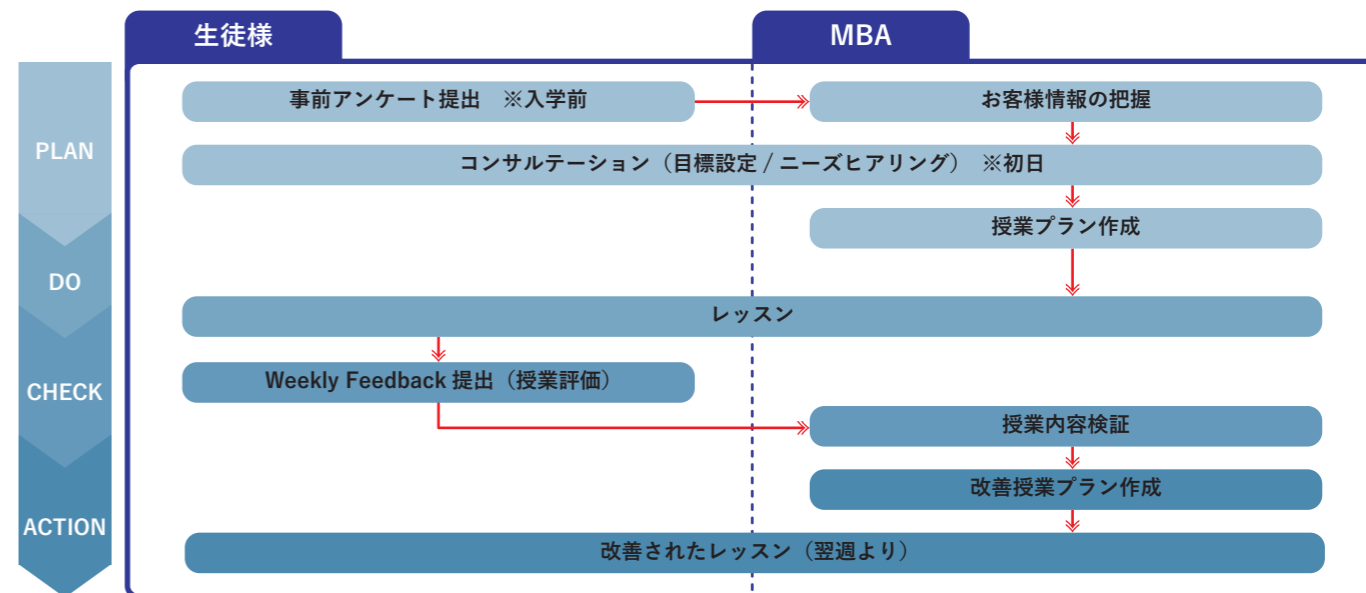 生徒様
MBA
PLAN
事前アンケート提出　※入学前
お客様情報の把握
コンサルテーション（目標設定 / ニーズヒアリング）　※初日
授業プラン作成
DO
レッスン
CHECK
Weekly Feedback 提出（授業評価）
授業内容検証
ACTION
改善授業プラン作成
改善されたレッスン（翌週より）